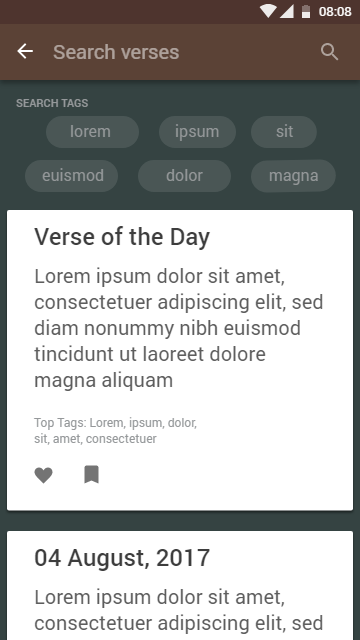 08:08
Search verses
SEARCH TAGS
lorem ipsum sit
euismod dolor magna
Verse of the Day
Lorem ipsum dolor sit amet,
consectetuer adipiscing elit, sed
diam nonummy nibh euismod
tincidunt ut laoreet dolore
magna aliquam
Top Tags: Lorem, ipsum, dolor,
sit, amet, consectetuer
04 August, 2017
Lorem ipsum dolor sit amet,
consectetuer adipiscing elit, sed